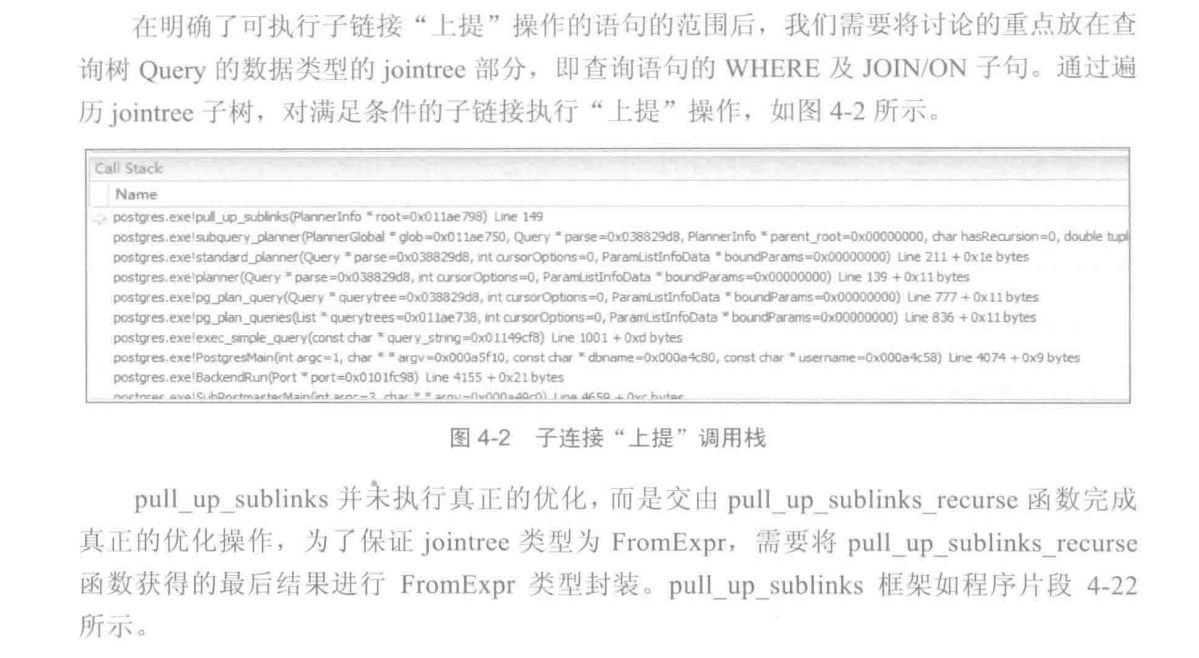 在明确了可执行子链接“上提”操作的语句的范围后，我们需要将讨论的重点放在查
询树 Query 的数据类型的 jointree 部分，即查询语句的 WHERE 及 JOIN/ON 子句。通过遍
历 jointree 子树，对满足条件的子链接执行“上提”操作，如图 4-2 所示。
Call Stack
Name
postgres.exe!pull_up_sublinks(PlannerInfo * root=0x011ae798) Line 149
postgres.exe!subquery_planner(PlannerGlobal * glob=0x011ae750, Query * parse=0x038829d8, PlannerInfo * parent_root=0x00000000, char hasRecursion=0, double tupl
postgres.exe!standard_planner(Query * parse=0x038829d8, int cursorOptions=0, ParamListInfoData * boundParams=0x00000000) Line 211 + 0x1e bytes
postgres.exe!planner(Query * parse=0x038829d8, int cursorOptions=0, ParamListInfoData * boundParams=0x00000000) Line 139 + 0x11 bytes
postgres.exe!pg_plan_query(Query * querytree=0x038829d8, int cursorOptions=0, ParamListInfoData * boundParams=0x00000000) Line 777 + 0x11 bytes
postgres.exe!pg_plan_queries(List * querytrees=0x011ae738, int cursorOptions=0, ParamListInfoData * boundParams=0x00000000) Line 836 + 0x11 bytes
postgres.exe!exec_simple_query(const char * query_string=0x01149cf8) Line 1001 + 0xd bytes
postgres.exe!PostgresMain(int argc=1, char * * argv=0x000a5f10, const char * dbname=0x000a4c80, const char * username=0x000a4c58) Line 4074 + 0x9 bytes
postgres.exe!BackendRun(Port * port=0x0101fc98) Line 4155 + 0x21 bytes
postgres.exe!SubPostmasterMain(int argc=3, char * * argv=0x000a49c0) Line 4659 + 0xc bytes
图 4-2 子连接“上提”调用栈
pull_up_sublinks 并未执行真正的优化，而是交由 pull_up_sublinks_recurse 函数完成
真正的优化操作，为了保证 jointree 类型为 FromExpr，需要将 pull_up_sublinks_recurse
函数获得的最后结果进行 FromExpr 类型封装。pull_up_sublinks 框架如程序片段 4-22
所示。